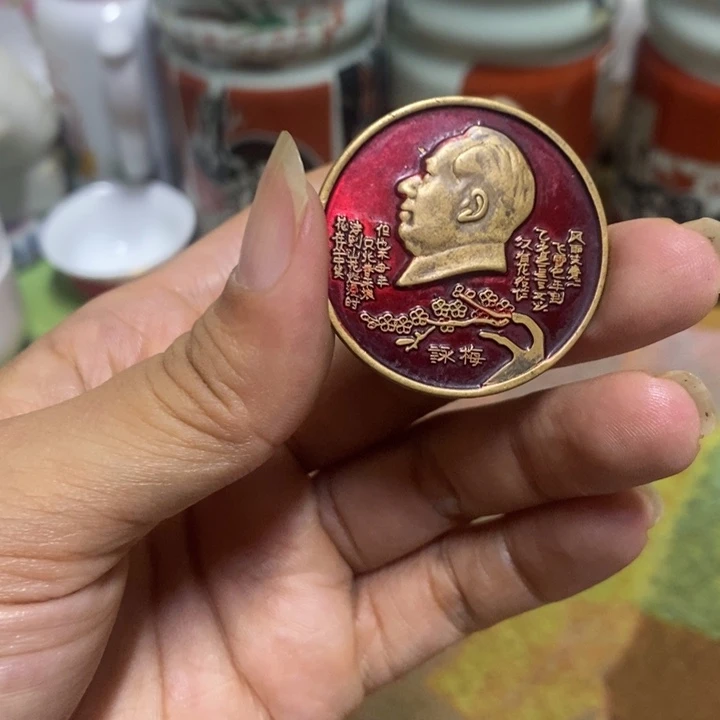 风雨送春归
飞雪迎春到
已是悬崖百丈冰
犹有花枝俏
俏也不争春
只把春来报
待到山花烂漫时
她在丛中笑
詠梅